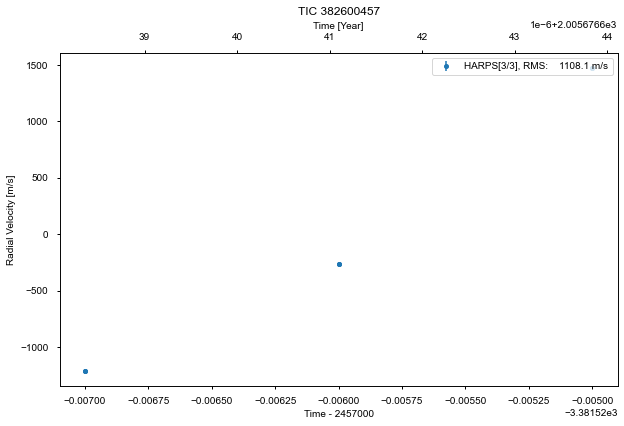 TIC 382600457
Time [Year]
1e−6+2.0056766e3
39 40 41 42 43 44
HARPS[3/3], RMS: 1108.1 m/s
1500
1000
500
0
−500
−1000
Radial Velocity [m/s]
−0.00700 −0.00675 −0.00650 −0.00625 −0.00600 −0.00575 −0.00550 −0.00525 −0.00500
Time - 2457000
−3.38152e3